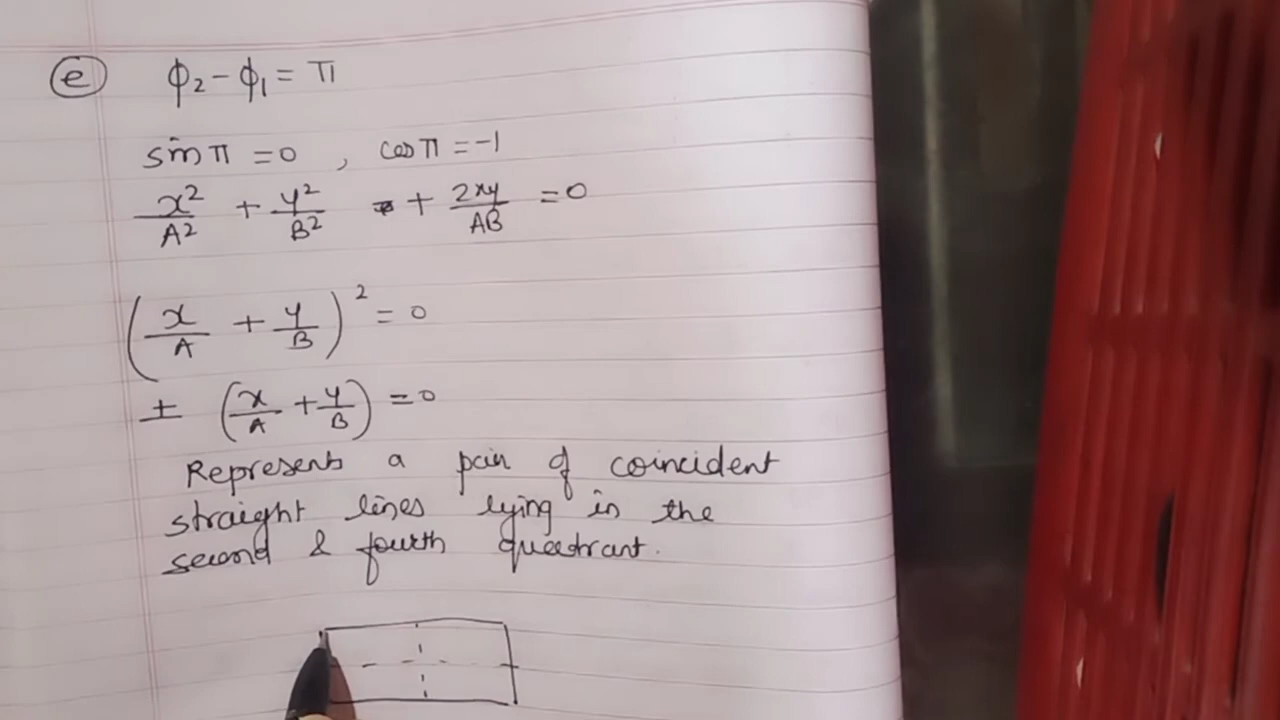 (e) ϕ₂ - ϕ₁ = π
sin π = 0 , cos π = -1
x²/A² + y²/B² + 2xy/AB = 0
(x/A + y/B)² = 0
± (x/A + y/B) = 0
Represents a pair of coincident
straight lines lying in the
second & fourth quadrant.